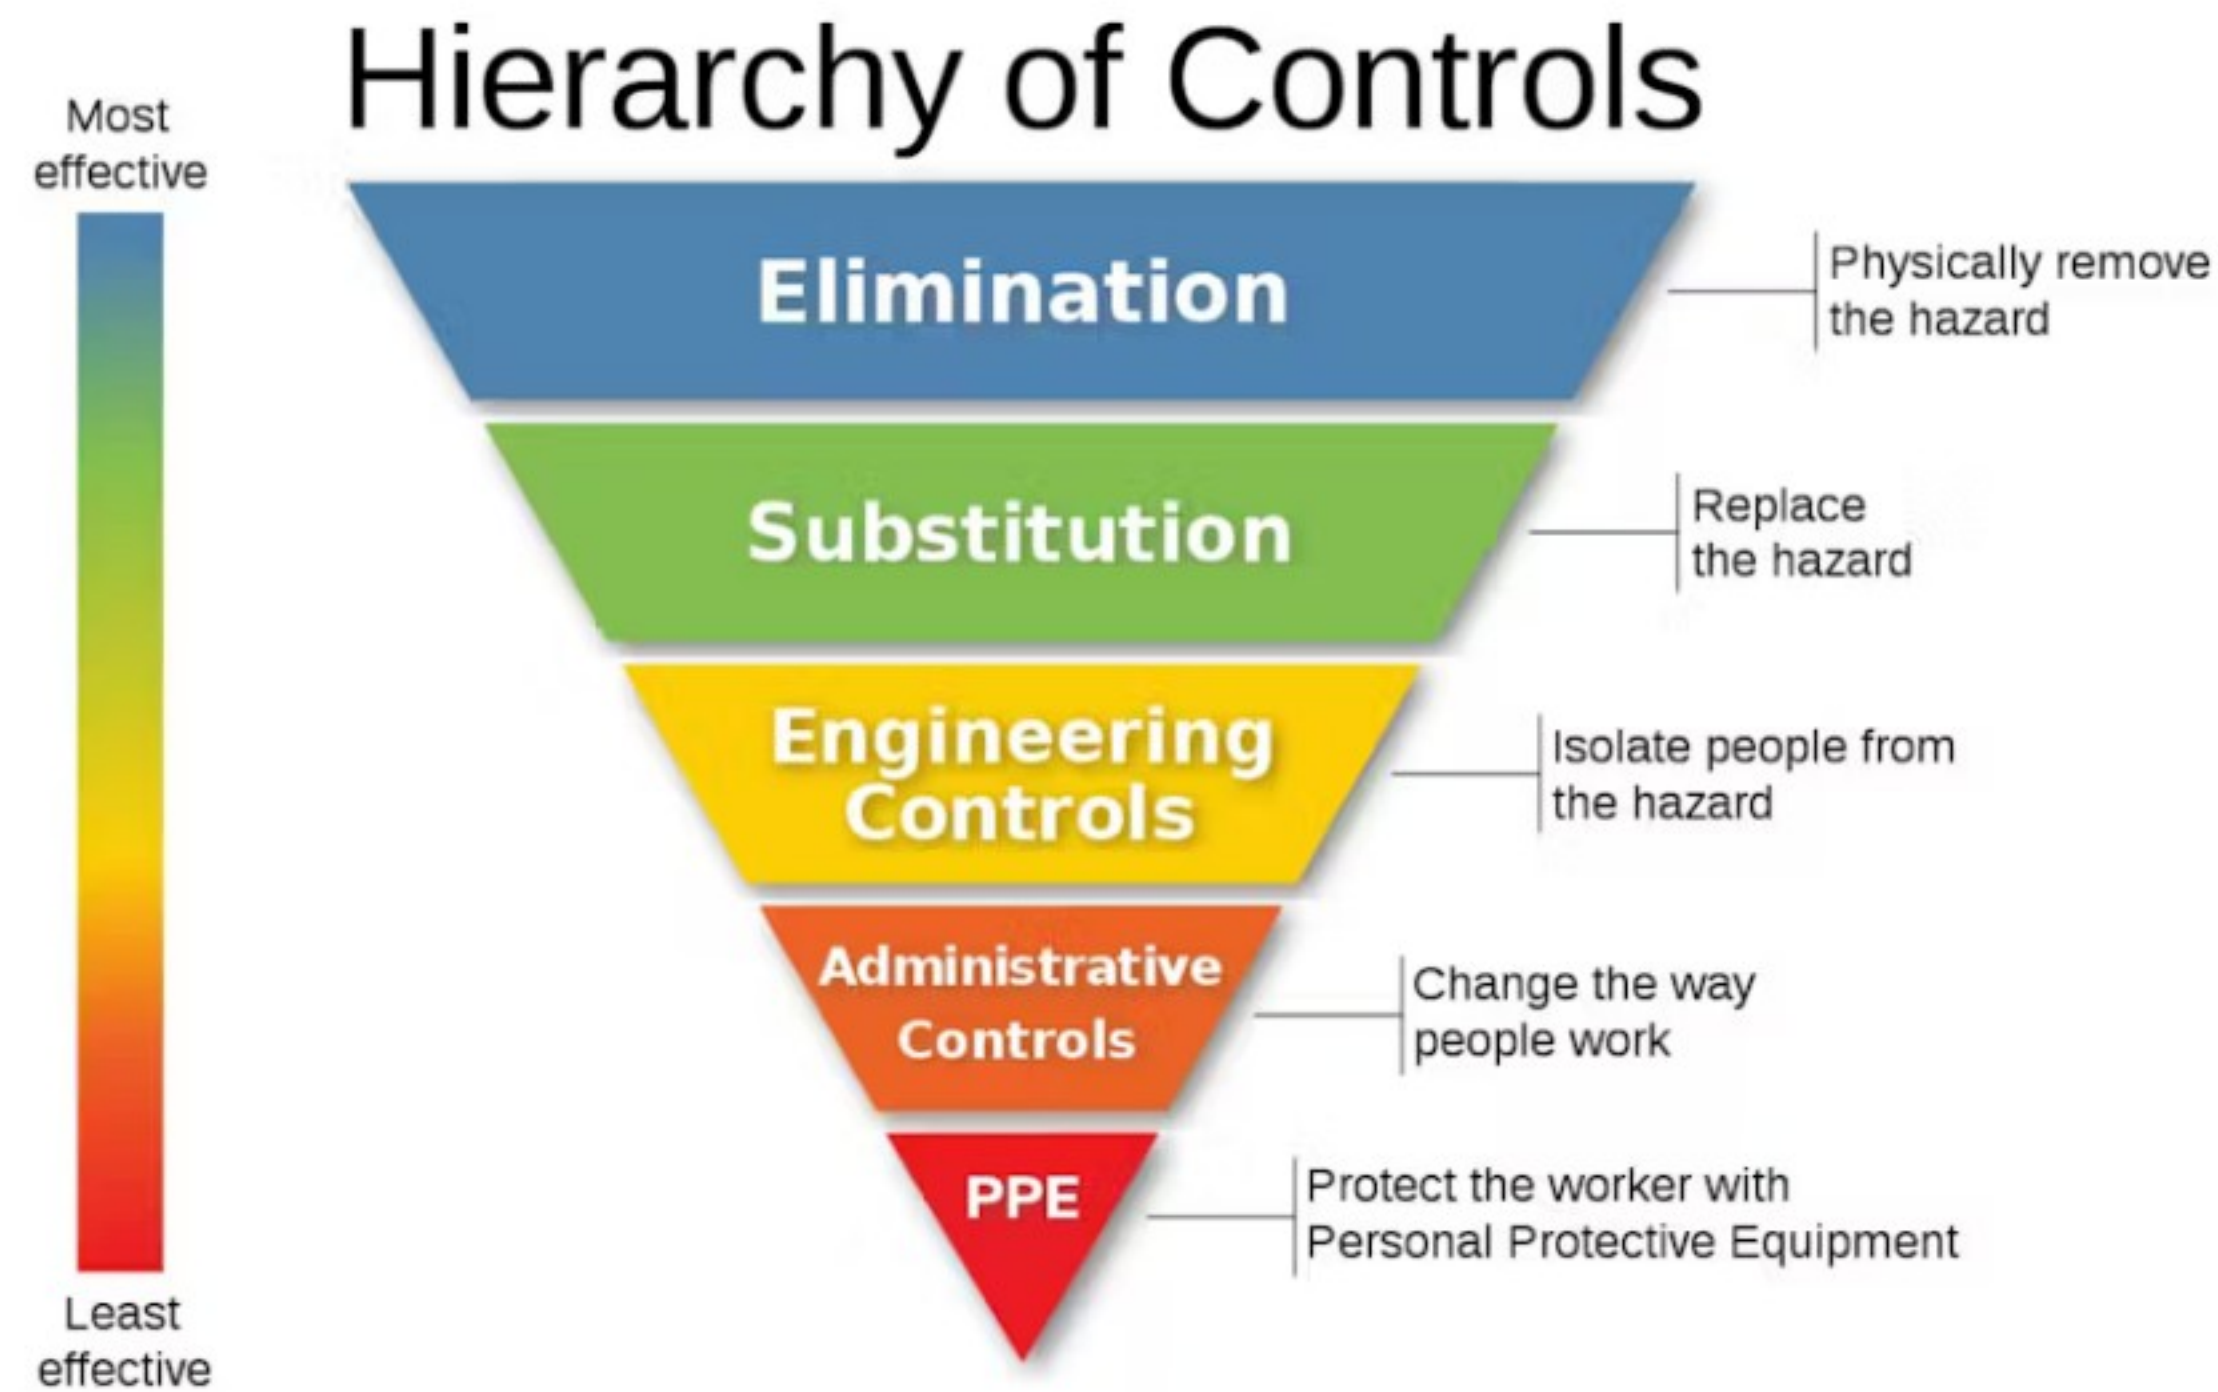 Hierarchy of Controls
Most
effective
Elimination
Physically remove
the hazard
Substitution
Replace
the hazard
Engineering
Controls
Isolate people from
the hazard
Administrative
Controls
Change the way
people work
PPE
Protect the worker with
Personal Protective Equipment
Least
effective